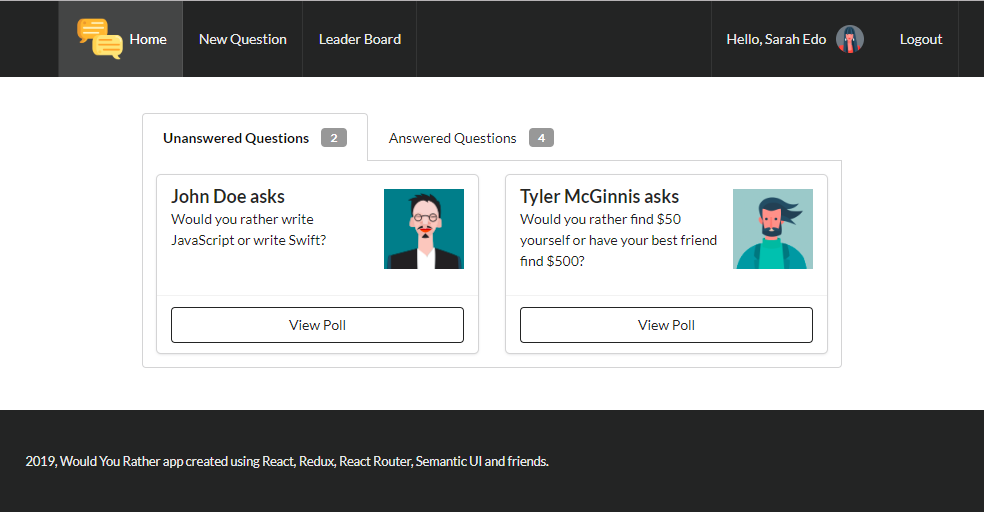 Home New Question Leader Board Hello, Sarah Edo Logout
Unanswered Questions 2 Answered Questions 4
John Doe asks
Would you rather write
JavaScript or write Swift?
View Poll
Tyler McGinnis asks
Would you rather find $50
yourself or have your best friend
find $500?
View Poll
2019, Would You Rather app created using React, Redux, React Router, Semantic UI and friends.